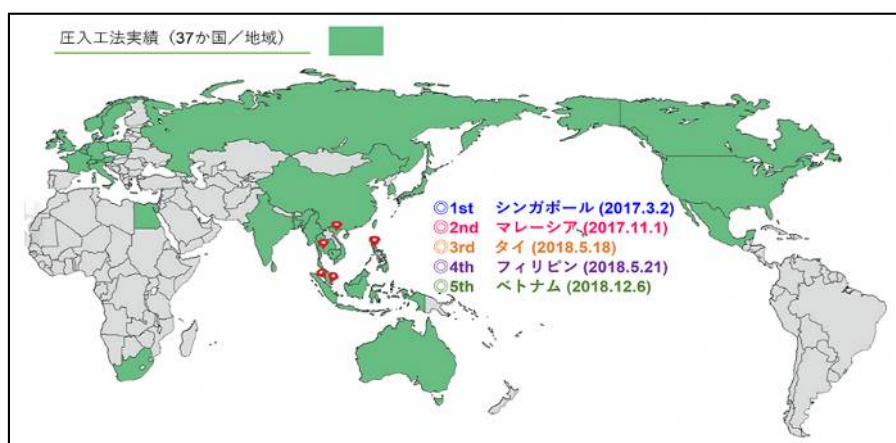 圧入工法実績（37か国／地域）
◎1st シンガポール (2017.3.2)
◎2nd マレーシア (2017.11.1)
◎3rd タイ (2018.5.18)
◎4th フィリピン (2018.5.21)
◎5th ベトナム (2018.12.6)